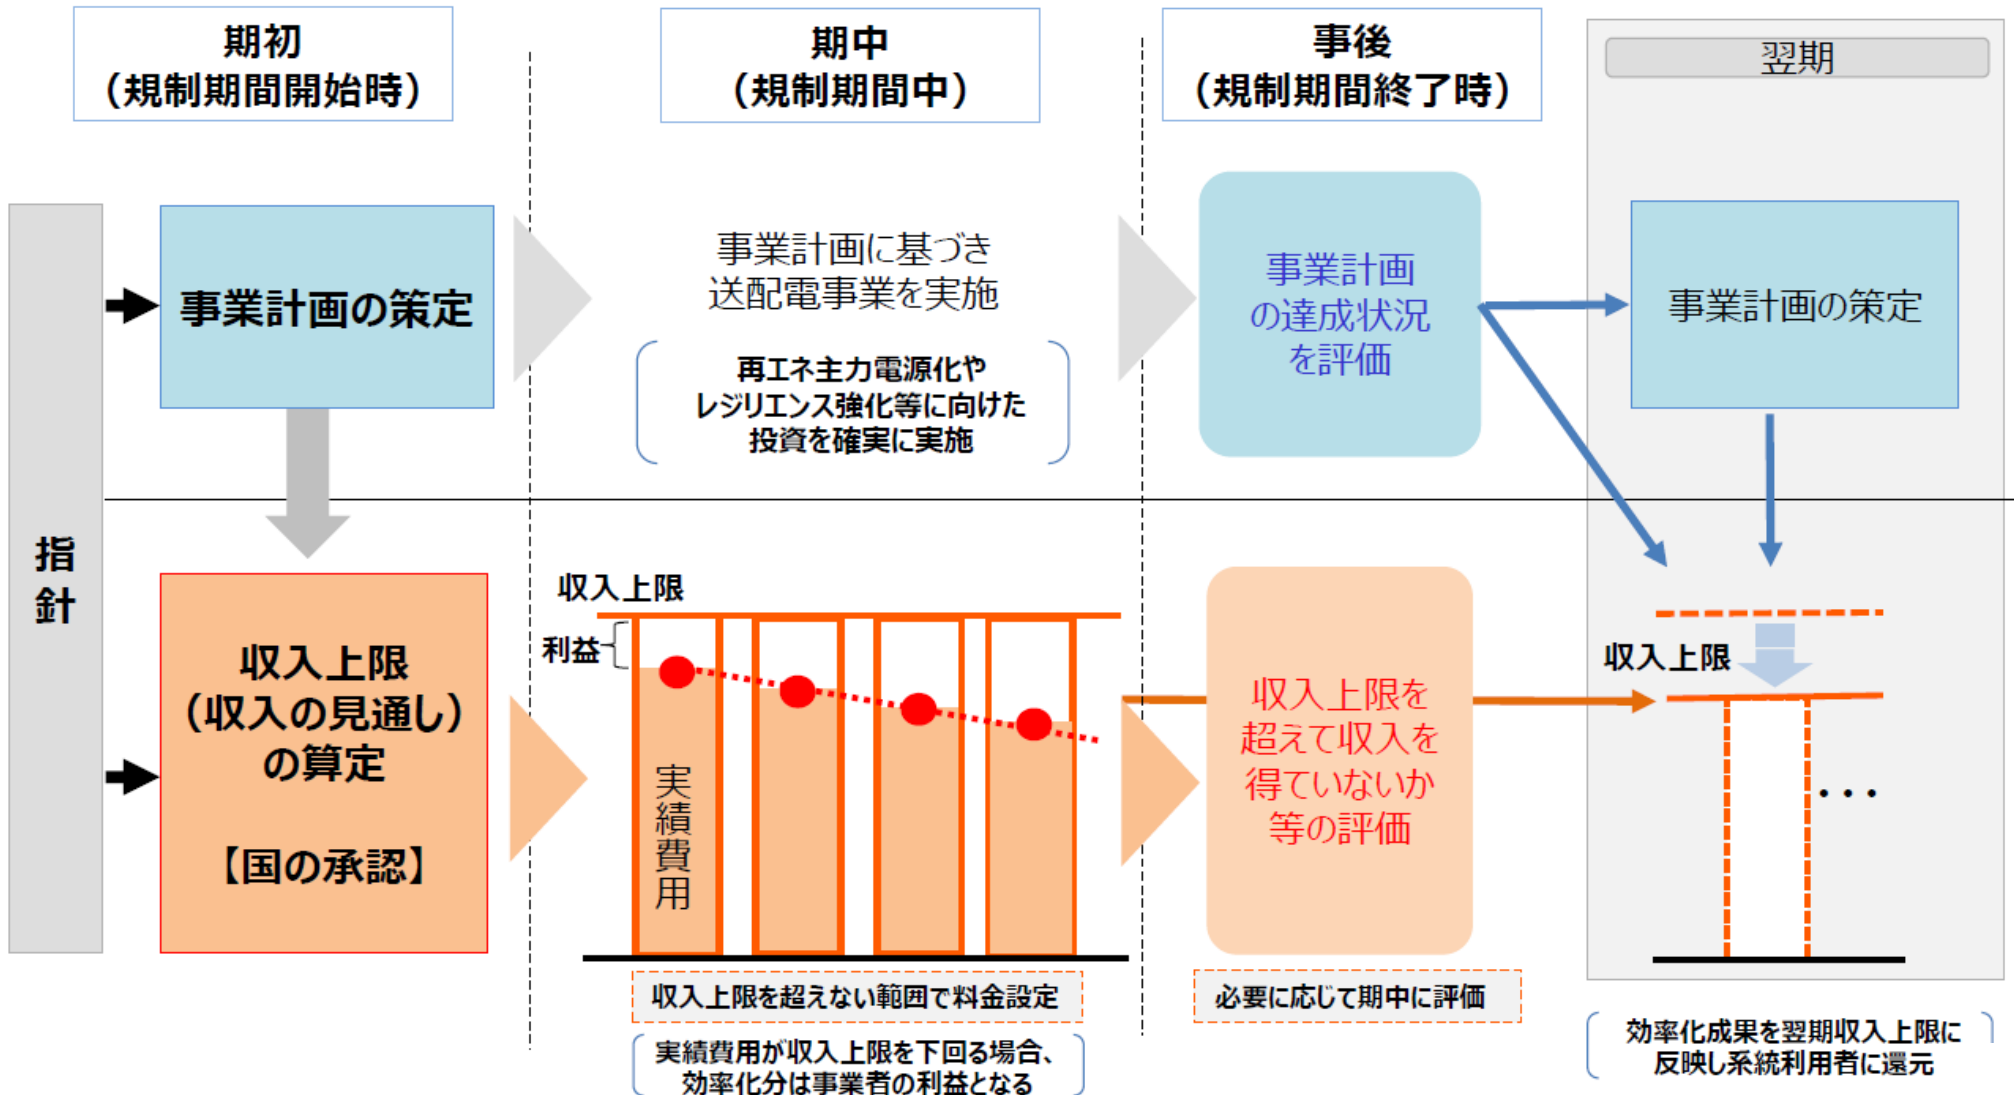 期初
（規制期間開始時）
期中
（規制期間中）
事後
（規制期間終了時）
翌期
指
針
事業計画の策定
事業計画に基づき
送配電事業を実施
再エネ主力電源化や
レジリエンス強化等に向けた
投資を確実に実施
事業計画
の達成状況
を評価
事業計画の策定
収入上限
（収入の見通し）
の算定
【国の承認】
収入上限
利益
実
績
費
用
収入上限を超えない範囲で料金設定
実績費用が収入上限を下回る場合、
効率化分は事業者の利益となる
収入上限を
超えて収入を
得ていないか
等の評価
必要に応じて期中に評価
収入上限
・・・
効率化成果を翌期収入上限に
反映し系統利用者に還元